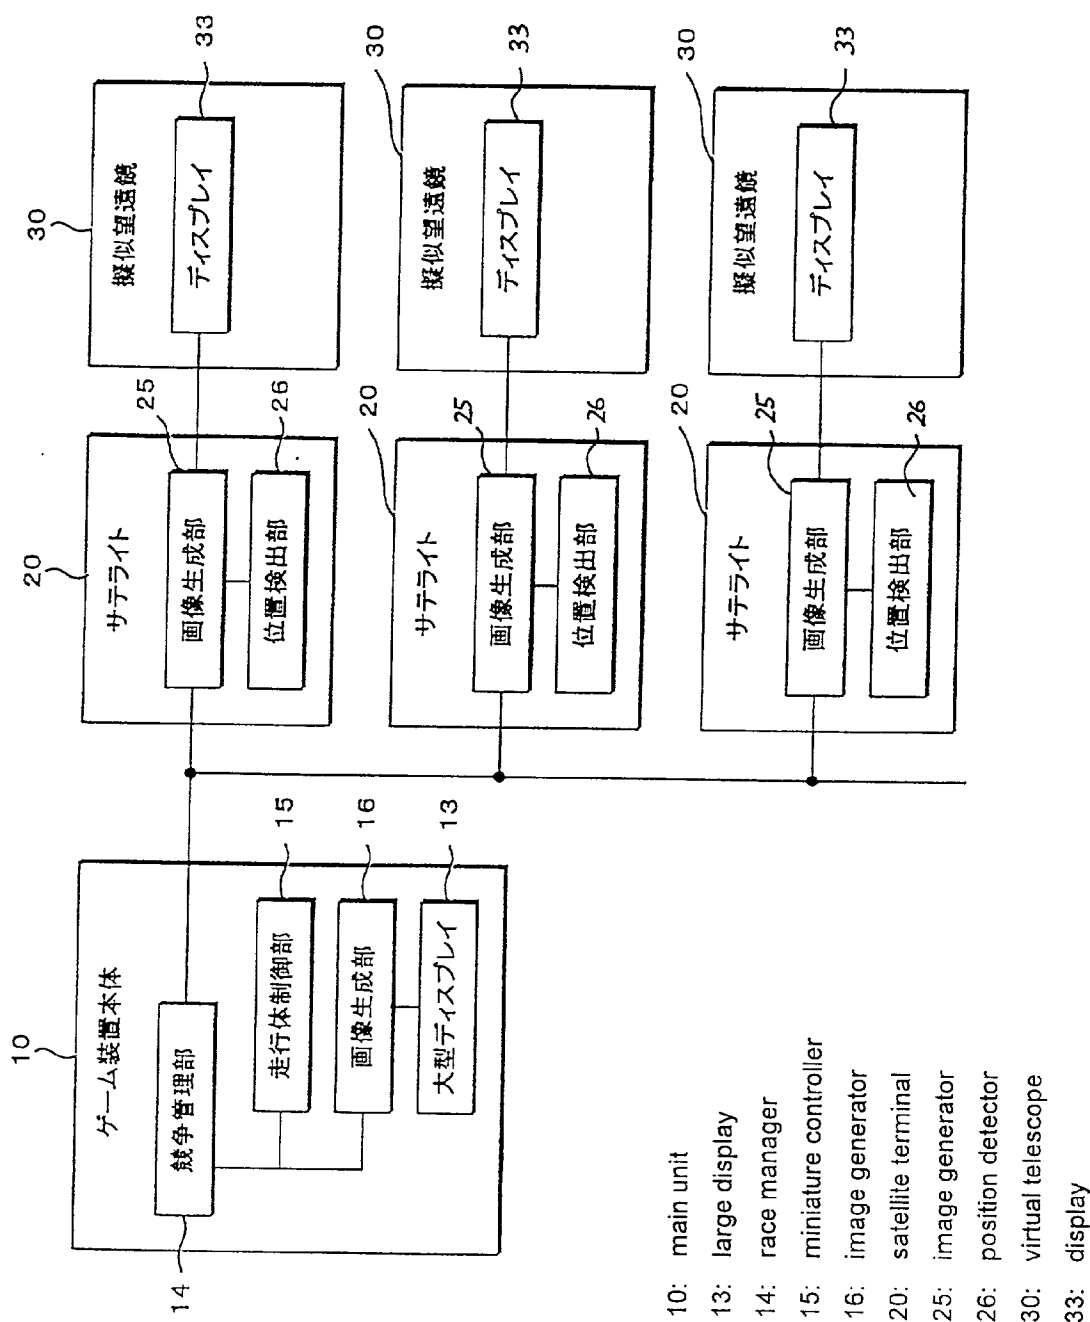 10
ゲーム装置本体
14
競争管理部
走行体制御部
15
画像生成部
16
大型ディスプレイ
13
20
サテライト
画像生成部
25
位置検出部
26
30
擬似望遠鏡
ディスプレイ
33
20
サテライト
画像生成部
25
位置検出部
26
30
擬似望遠鏡
ディスプレイ
33
20
サテライト
画像生成部
25
位置検出部
26
30
擬似望遠鏡
ディスプレイ
33
10: main unit
13: large display
14: race manager
15: miniature controller
16: image generator
20: satellite terminal
25: image generator
26: position detector
30: virtual telescope
33: display